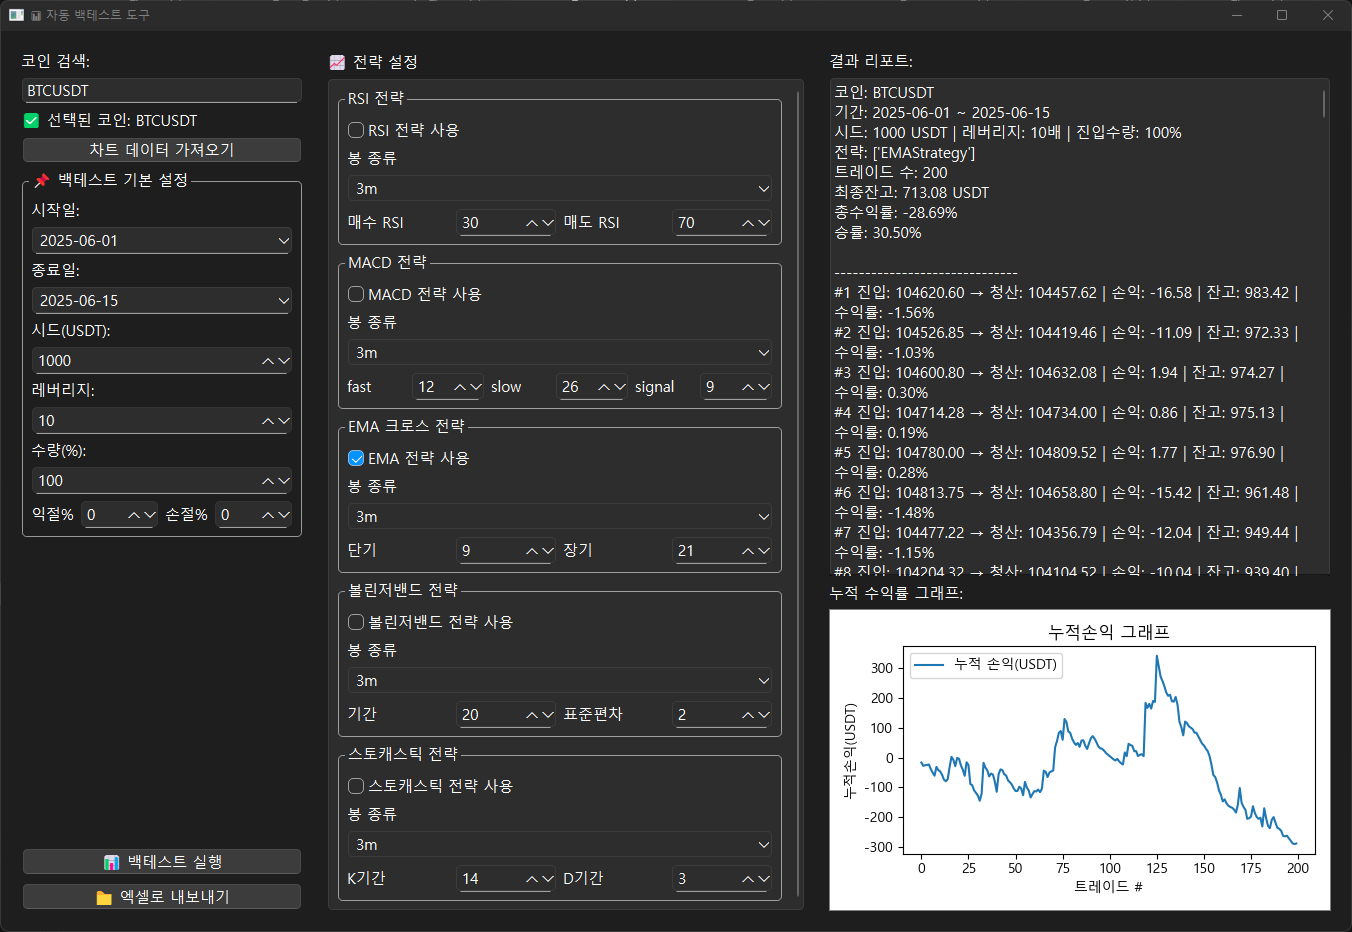 자동 백테스트 도구
코인 검색:
BTCUSDT
선택된 코인: BTCUSDT
차트 데이터 가져오기
백테스트 기본 설정
시작일:
2025-06-01
종료일:
2025-06-15
시드(USDT):
1000
레버리지:
10
수량(%):
100
익절% 0 손절% 0
백테스트 실행
엑셀로 내보내기
전략 설정
RSI 전략
RSI 전략 사용
봉 종류
3m
매수 RSI 30 매도 RSI 70
MACD 전략
MACD 전략 사용
봉 종류
3m
fast 12 slow 26 signal 9
EMA 크로스 전략
EMA 전략 사용
봉 종류
3m
단기 9 장기 21
볼린저밴드 전략
볼린저밴드 전략 사용
봉 종류
3m
기간 20 표준편차 2
스토캐스틱 전략
스토캐스틱 전략 사용
봉 종류
3m
K기간 14 D기간 3
결과 리포트:
코인: BTCUSDT
기간: 2025-06-01 ~ 2025-06-15
시드: 1000 USDT | 레버리지: 10배 | 진입수량: 100%
전략: ['EMAStrategy']
트레이드 수: 200
최종잔고: 713.08 USDT
총수익률: -28.69%
승률: 30.50%
------------------------------
#1 진입: 104620.60 → 청산: 104457.62 | 손익: -16.58 | 잔고: 983.42 |
수익률: -1.56%
#2 진입: 104526.85 → 청산: 104419.46 | 손익: -11.09 | 잔고: 972.33 |
수익률: -1.03%
#3 진입: 104600.80 → 청산: 104632.08 | 손익: 1.94 | 잔고: 974.27 |
수익률: 0.30%
#4 진입: 104714.28 → 청산: 104734.00 | 손익: 0.86 | 잔고: 975.13 |
수익률: 0.19%
#5 진입: 104780.00 → 청산: 104809.52 | 손익: 1.77 | 잔고: 976.90 |
수익률: 0.28%
#6 진입: 104813.75 → 청산: 104658.80 | 손익: -15.42 | 잔고: 961.48 |
수익률: -1.48%
#7 진입: 104477.22 → 청산: 104356.79 | 손익: -12.04 | 잔고: 949.44 |
수익률: -1.15%
#8 진입: 104204.32 → 청산: 104104.52 | 손익: -10.04 | 잔고: 939.40 |
누적 수익률 그래프:
누적손익 그래프
누적 손익(USDT)
누적손익(USDT)
300
200
100
0
-100
-200
-300
0 25 50 75 100 125 150 175 200
트레이드 #